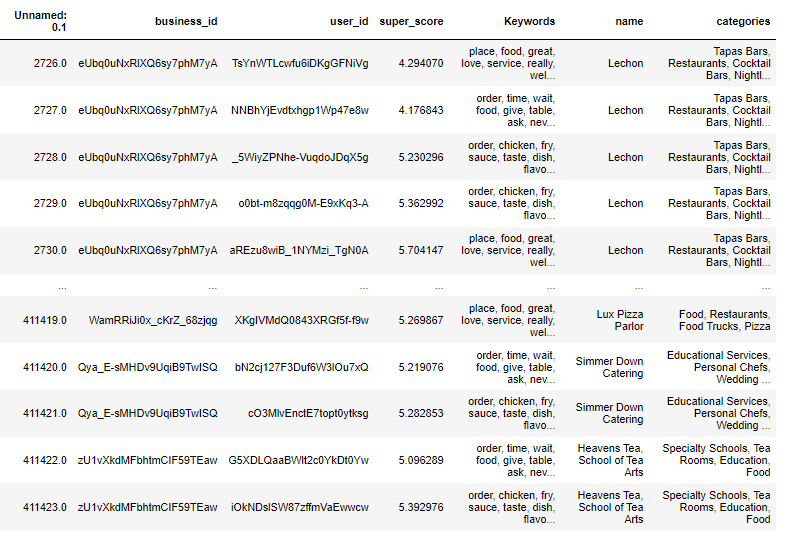 Unnamed: 0.1 business_id user_id super_score Keywords name categories
2726.0 eUbq0uNxRIXQ6sy7phM7yA TsYnWTLcwfu6iDKgGFNiVg 4.294070 place, food, great, love, service, really, wel... Lechon Tapas Bars, Restaurants, Cocktail Bars, Nightl...
2727.0 eUbq0uNxRIXQ6sy7phM7yA NNBhYjEvdtxhgp1Wp47e8w 4.176843 order, time, wait, food, give, table, ask, nev... Lechon Tapas Bars, Restaurants, Cocktail Bars, Nightl...
2728.0 eUbq0uNxRIXQ6sy7phM7yA _5WiyZPNhe-VuqdoJDqX5g 5.230296 order, chicken, fry, sauce, taste, dish, flavo... Lechon Tapas Bars, Restaurants, Cocktail Bars, Nightl...
2729.0 eUbq0uNxRIXQ6sy7phM7yA o0bt-m8zqqg0M-E9xKq3-A 5.362992 order, chicken, fry, sauce, taste, dish, flavo... Lechon Tapas Bars, Restaurants, Cocktail Bars, Nightl...
2730.0 eUbq0uNxRIXQ6sy7phM7yA aREzu8wiB_1NYMzi_TgN0A 5.704147 place, food, great, love, service, really, wel... Lechon Tapas Bars, Restaurants, Cocktail Bars, Nightl...
... ... ... ... ... ... ...
411419.0 WamRRiJi0x_cKrZ_68zjqg XKgIVMdQ0843XRGf5f-f9w 5.269867 place, food, great, love, service, really, wel... Lux Pizza Parlor Food, Restaurants, Food Trucks, Pizza
411420.0 Qya_E-sMHDv9UqiB9TwISQ bN2cj127F3Duf6W3lOu7xQ 5.219076 order, time, wait, food, give, table, ask, nev... Simmer Down Catering Educational Services, Personal Chefs, Wedding ...
411421.0 Qya_E-sMHDv9UqiB9TwISQ cO3MlvEnctE7topt0ytksg 5.282853 order, chicken, fry, sauce, taste, dish, flavo... Simmer Down Catering Educational Services, Personal Chefs, Wedding ...
411422.0 zU1vXkdMFbhtmCIF59TEaw G5XDLQaaBWlt2c0YkDt0Yw 5.096289 order, time, wait, food, give, table, ask, nev... Heavens Tea, School of Tea Arts Specialty Schools, Tea Rooms, Education, Food
411423.0 zU1vXkdMFbhtmCIF59TEaw iOkNDslSW87zffmVaEwwcw 5.392976 order, chicken, fry, sauce, taste, dish, flavo... Heavens Tea, School of Tea Arts Specialty Schools, Tea Rooms, Education, Food